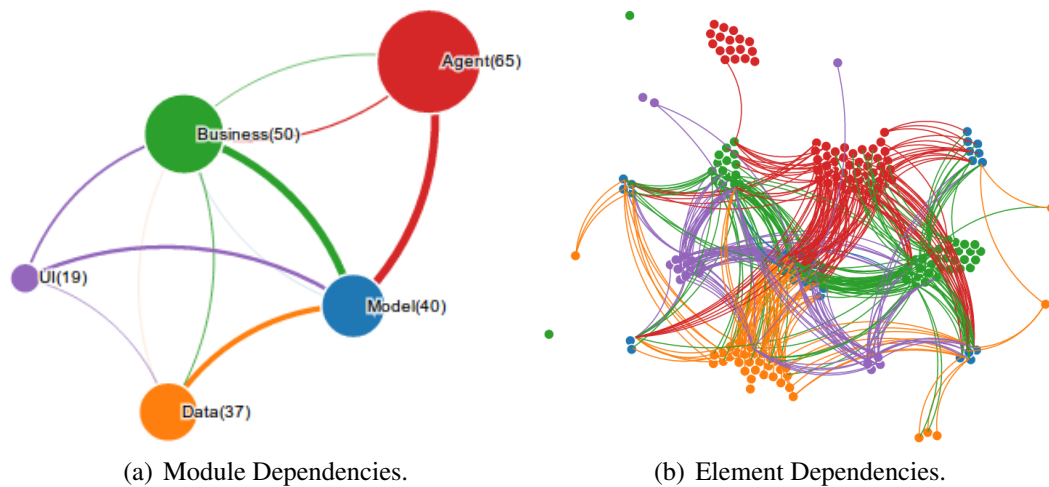 Agent(65)
Business(50)
UI(19)
Model(40)
Data(37)
(a) Module Dependencies.
(b) Element Dependencies.